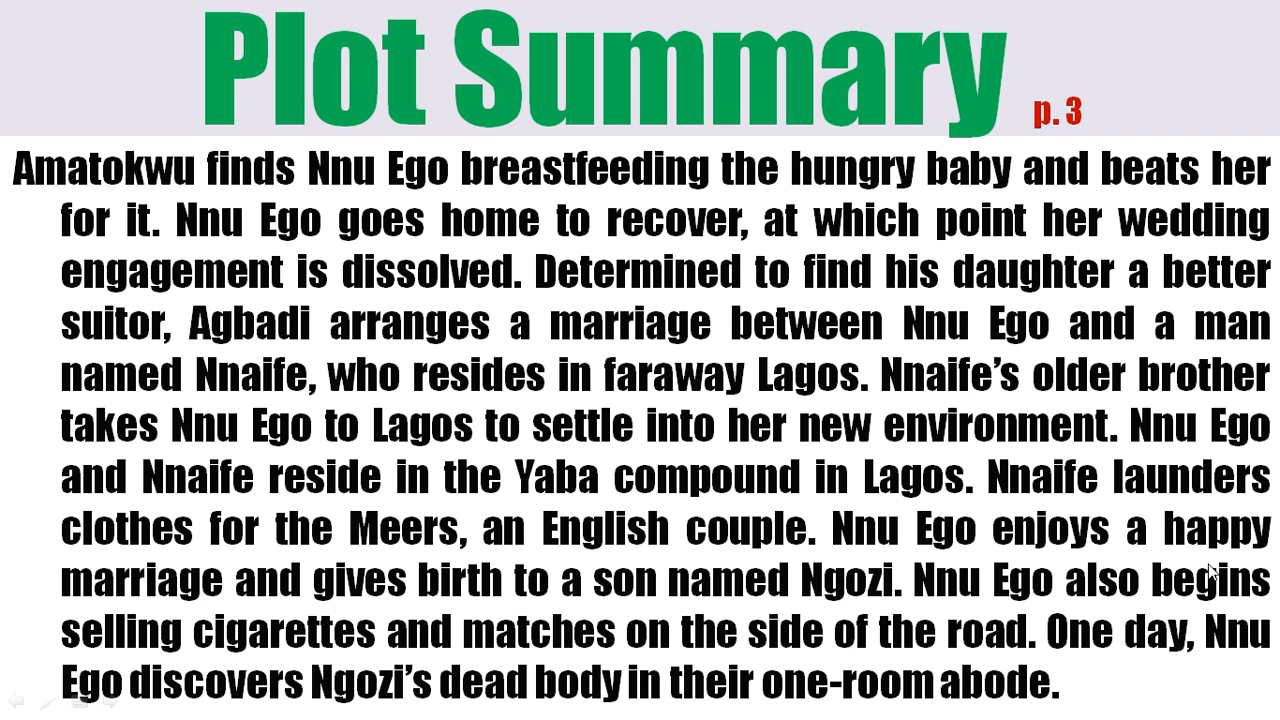 Plot Summary p. 3
Amatokwu finds Nnu Ego breastfeeding the hungry baby and beats her
for it. Nnu Ego goes home to recover, at which point her wedding
engagement is dissolved. Determined to find his daughter a better
suitor, Agbadi arranges a marriage between Nnu Ego and a man
named Nnaife, who resides in faraway Lagos. Nnaife’s older brother
takes Nnu Ego to Lagos to settle into her new environment. Nnu Ego
and Nnaife reside in the Yaba compound in Lagos. Nnaife launders
clothes for the Meers, an English couple. Nnu Ego enjoys a happy
marriage and gives birth to a son named Ngozi. Nnu Ego also begins
selling cigarettes and matches on the side of the road. One day, Nnu
Ego discovers Ngozi’s dead body in their one-room abode.